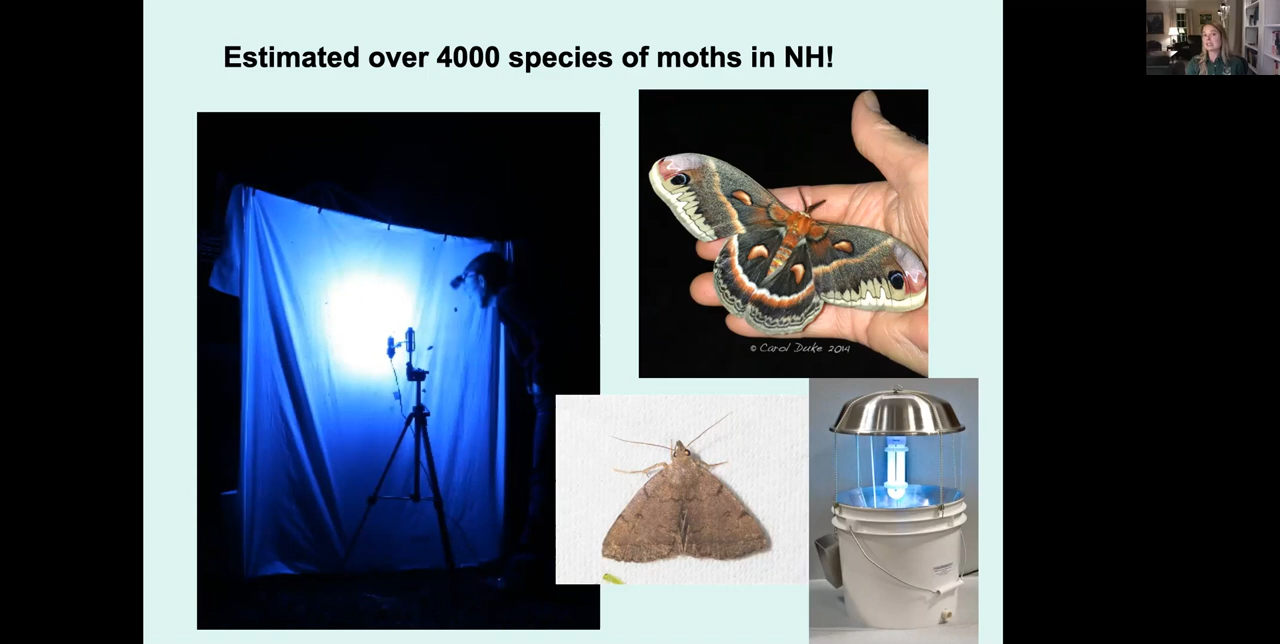 Estimated over 4000 species of moths in NH!
© Carol Duke 2014